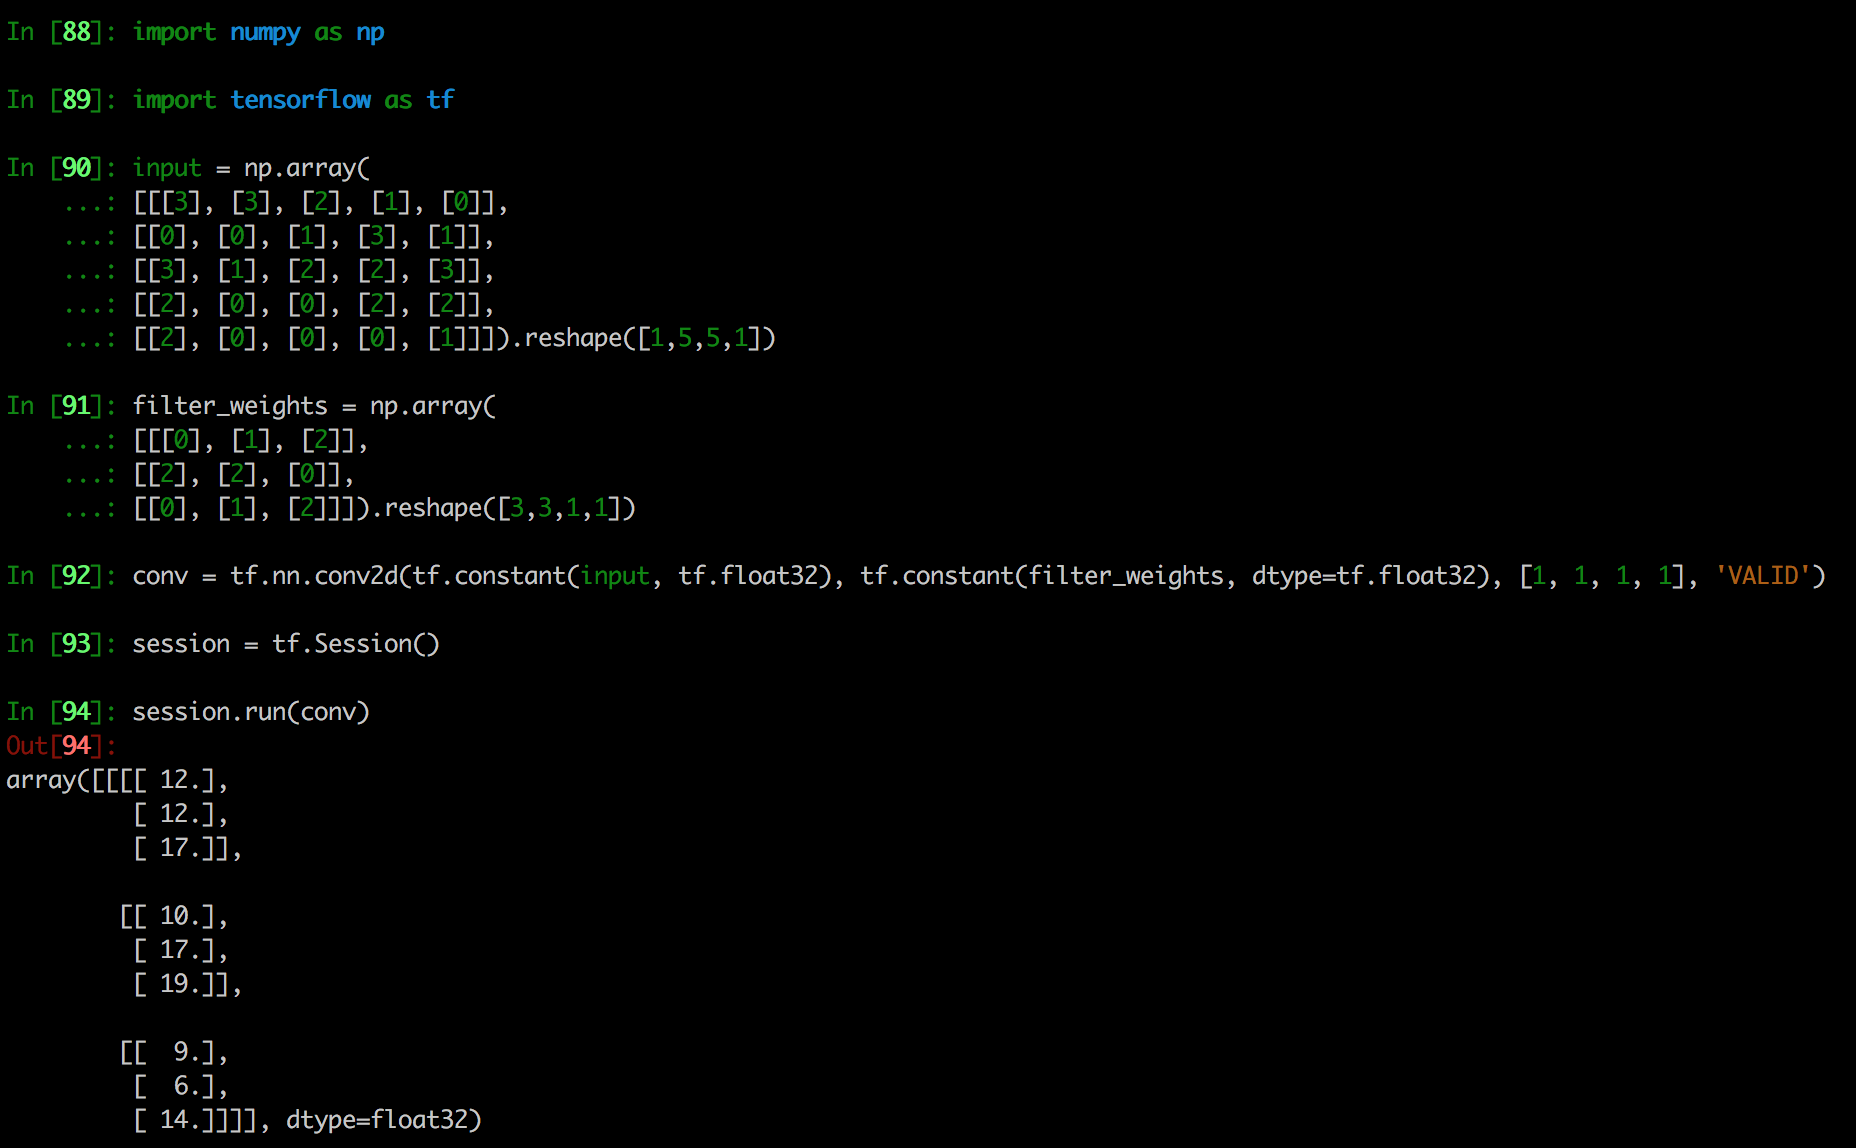 In [88]: import numpy as np
In [89]: import tensorflow as tf
In [90]: input = np.array(
...: [[[3], [3], [2], [1], [0]],
...: [[0], [0], [1], [3], [1]],
...: [[3], [1], [2], [2], [3]],
...: [[2], [0], [0], [2], [2]],
...: [[2], [0], [0], [0], [1]]]).reshape([1,5,5,1])
In [91]: filter_weights = np.array(
...: [[[0], [1], [2]],
...: [[2], [2], [0]],
...: [[0], [1], [2]]]).reshape([3,3,1,1])
In [92]: conv = tf.nn.conv2d(tf.constant(input, tf.float32), tf.constant(filter_weights, dtype=tf.float32), [1, 1, 1, 1], 'VALID')
In [93]: session = tf.Session()
In [94]: session.run(conv)
Out[94]:
array([[[[ 12.],
[ 12.],
[ 17.]],
[[ 10.],
[ 17.],
[ 19.]],
[[  9.],
[  6.],
[ 14.]]]], dtype=float32)